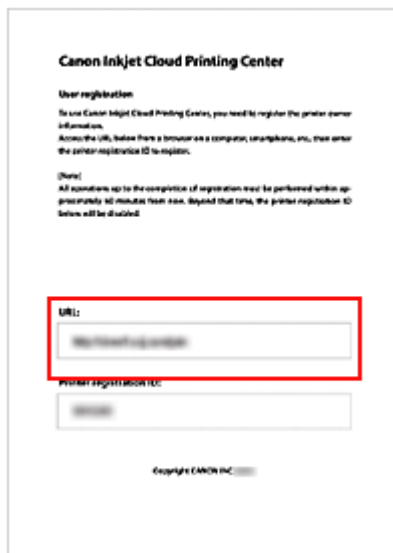 Canon Inkjet Cloud Printing Center
User registration
To use Canon Inkjet Cloud Printing Center, you need to register the printer owner
information.
Access the URL below from a browser on a computer, smartphone, etc., then enter
the printer registration ID to register.
[Note]
All operations up to the completion of registration must be performed within ap-
proximately 60 minutes from now. Beyond that time, the printer registration ID
below will be disabled.
URL:
Printer registration ID:
Copyright CANON INC.